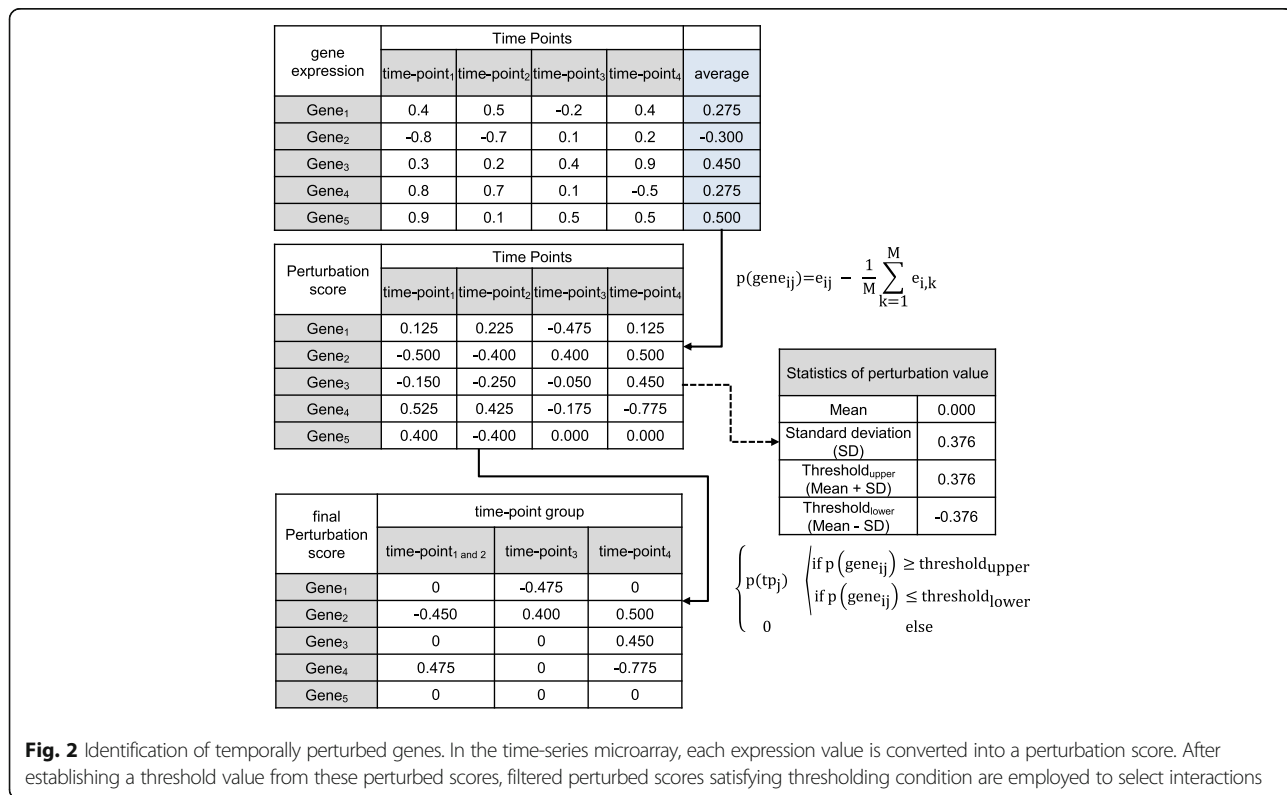 gene expression Time Points
time-point₁ time-point₂ time-point₃ time-point₄ average
Gene₁ 0.4 0.5 -0.2 0.4 0.275
Gene₂ -0.8 -0.7 0.1 0.2 -0.300
Gene₃ 0.3 0.2 0.4 0.9 0.450
Gene₄ 0.8 0.7 0.1 -0.5 0.275
Gene₅ 0.9 0.1 0.5 0.5 0.500
Perturbation score Time Points
time-point₁ time-point₂ time-point₃ time-point₄
Gene₁ 0.125 0.225 -0.475 0.125
Gene₂ -0.500 -0.400 0.400 0.500
Gene₃ -0.150 -0.250 -0.050 0.450
Gene₄ 0.525 0.425 -0.175 -0.775
Gene₅ 0.400 -0.400 0.000 0.000
p(gene_ij)=e_ij − 1/M ∑_{k=1}^{M} e_i,k
Statistics of perturbation value
Mean 0.000
Standard deviation (SD) 0.376
Threshold_upper (Mean + SD) 0.376
Threshold_lower (Mean - SD) -0.376
final Perturbation score time-point group
time-point₁ and ₂ time-point₃ time-point₄
Gene₁ 0 -0.475 0
Gene₂ -0.450 0.400 0.500
Gene₃ 0 0 0.450
Gene₄ 0.475 0 -0.775
Gene₅ 0 0 0
p(tp_j) if p(gene_ij) ≥ threshold_upper
if p(gene_ij) ≤ threshold_lower
0 else
Fig. 2 Identification of temporally perturbed genes. In the time-series microarray, each expression value is converted into a perturbation score. After
establishing a threshold value from these perturbed scores, filtered perturbed scores satisfying thresholding condition are employed to select interactions